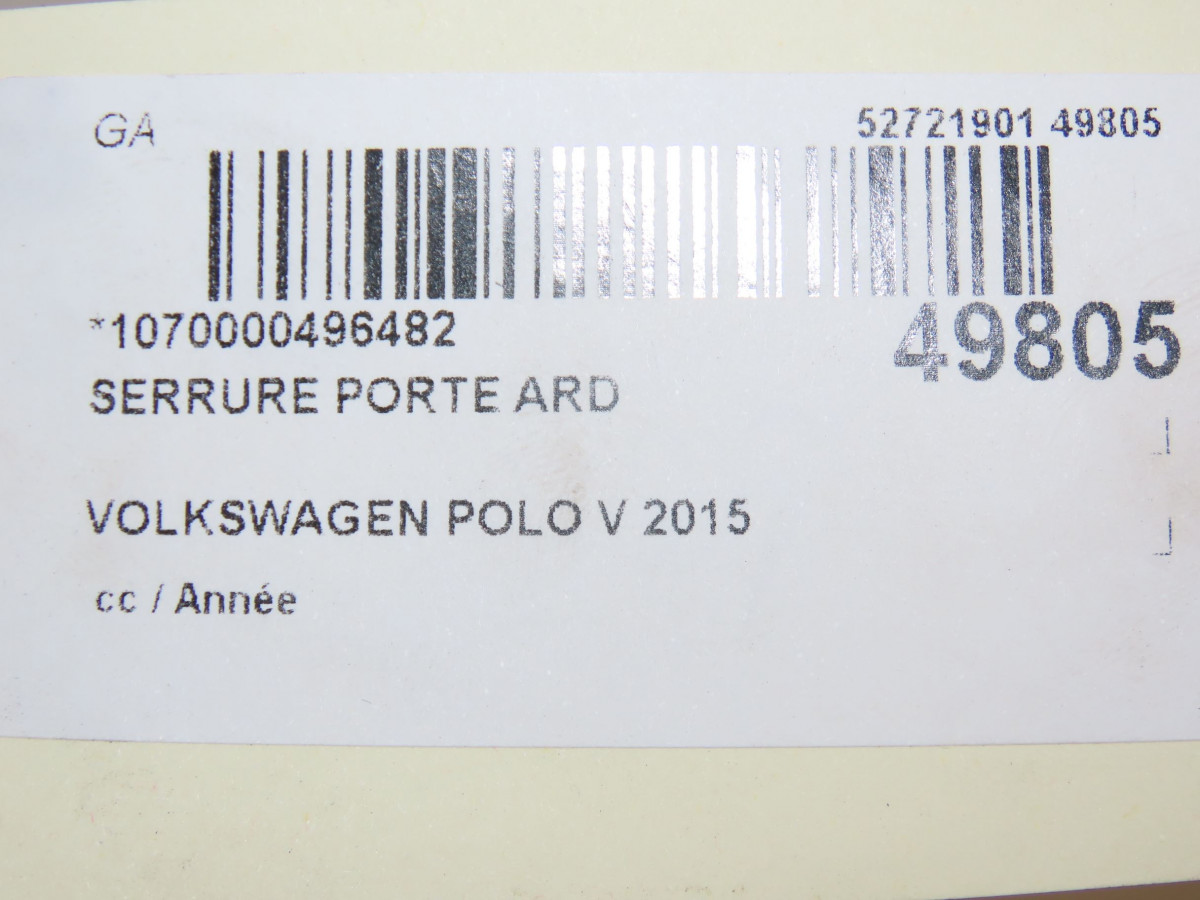 GA
52721901 49805
*1070000496482
49805
SERRURE PORTE ARD
VOLKSWAGEN POLO V 2015
cc / Année